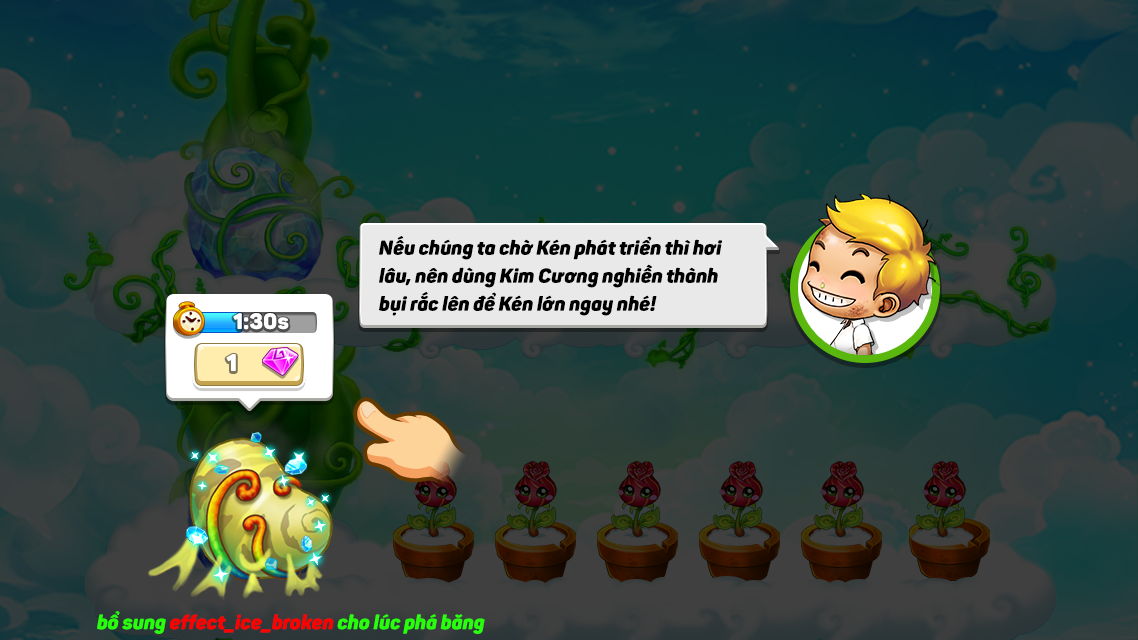 Nếu chúng ta chờ Kén phát triển thì hơi
lâu, nên dùng Kim Cương nghiền thành
bụi rắc lên để Kén lớn ngay nhé!
1:30s
1
bổ sung effect_ice_broken cho lúc phá băng